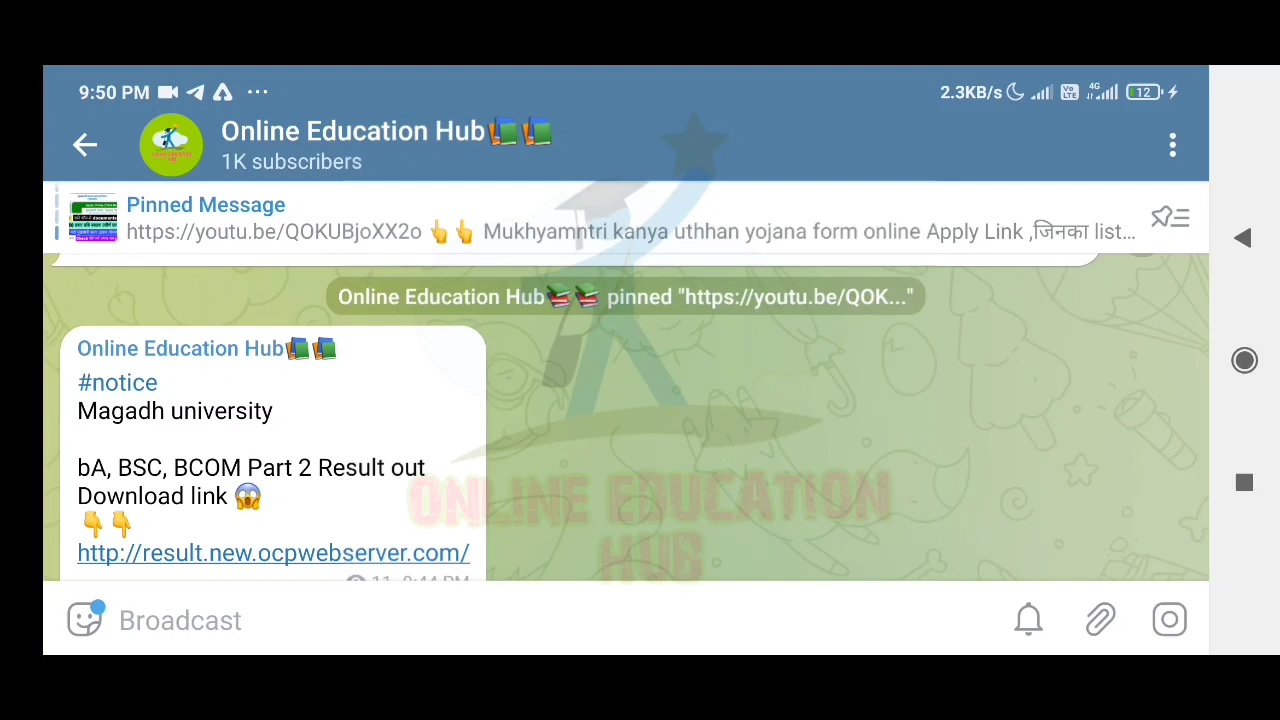 9:50 PM ...
2.3KB/s Vo LTE 4G 12
Online Education Hub📚📚
1K subscribers
Pinned Message
https://youtu.be/QOKUBjoXX2o 👆👆 Mukhyamntri kanya uthhan yojana form online Apply Link ,जिनका list...
Online Education Hub📚📚 pinned "https://youtu.be/QOK..."
Online Education Hub📚📚
#notice
Magadh university
bA, BSC, BCOM Part 2 Result out
Download link 😱
👇👇
http://result.new.ocpwebserver.com/
ONLINE EDUCATION
HUB
Broadcast